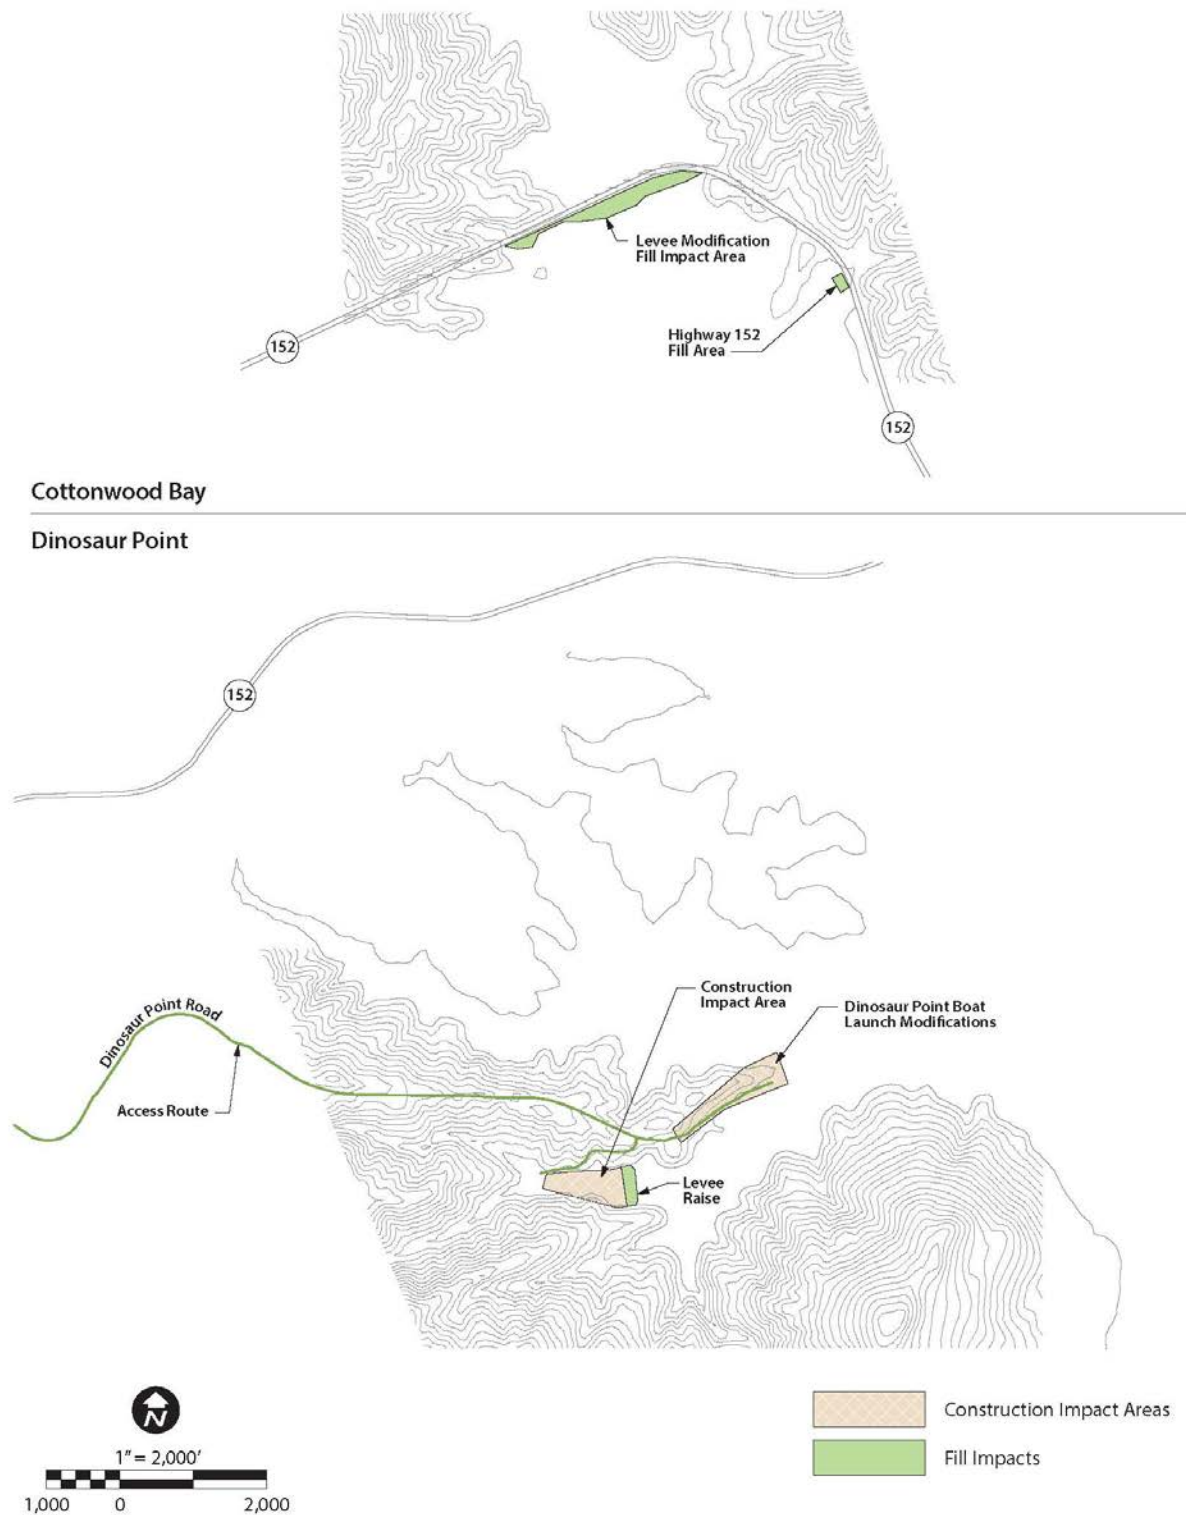 Levee Modification
Fill Impact Area
Highway 152
Fill Area
152
152
Cottonwood Bay
Dinosaur Point
152
Construction
Impact Area
Dinosaur Point Boat
Launch Modifications
Dinosaur Point Road
Access Route
Levee
Raise
N
1" = 2,000'
1,000 0 2,000
Construction Impact Areas
Fill Impacts